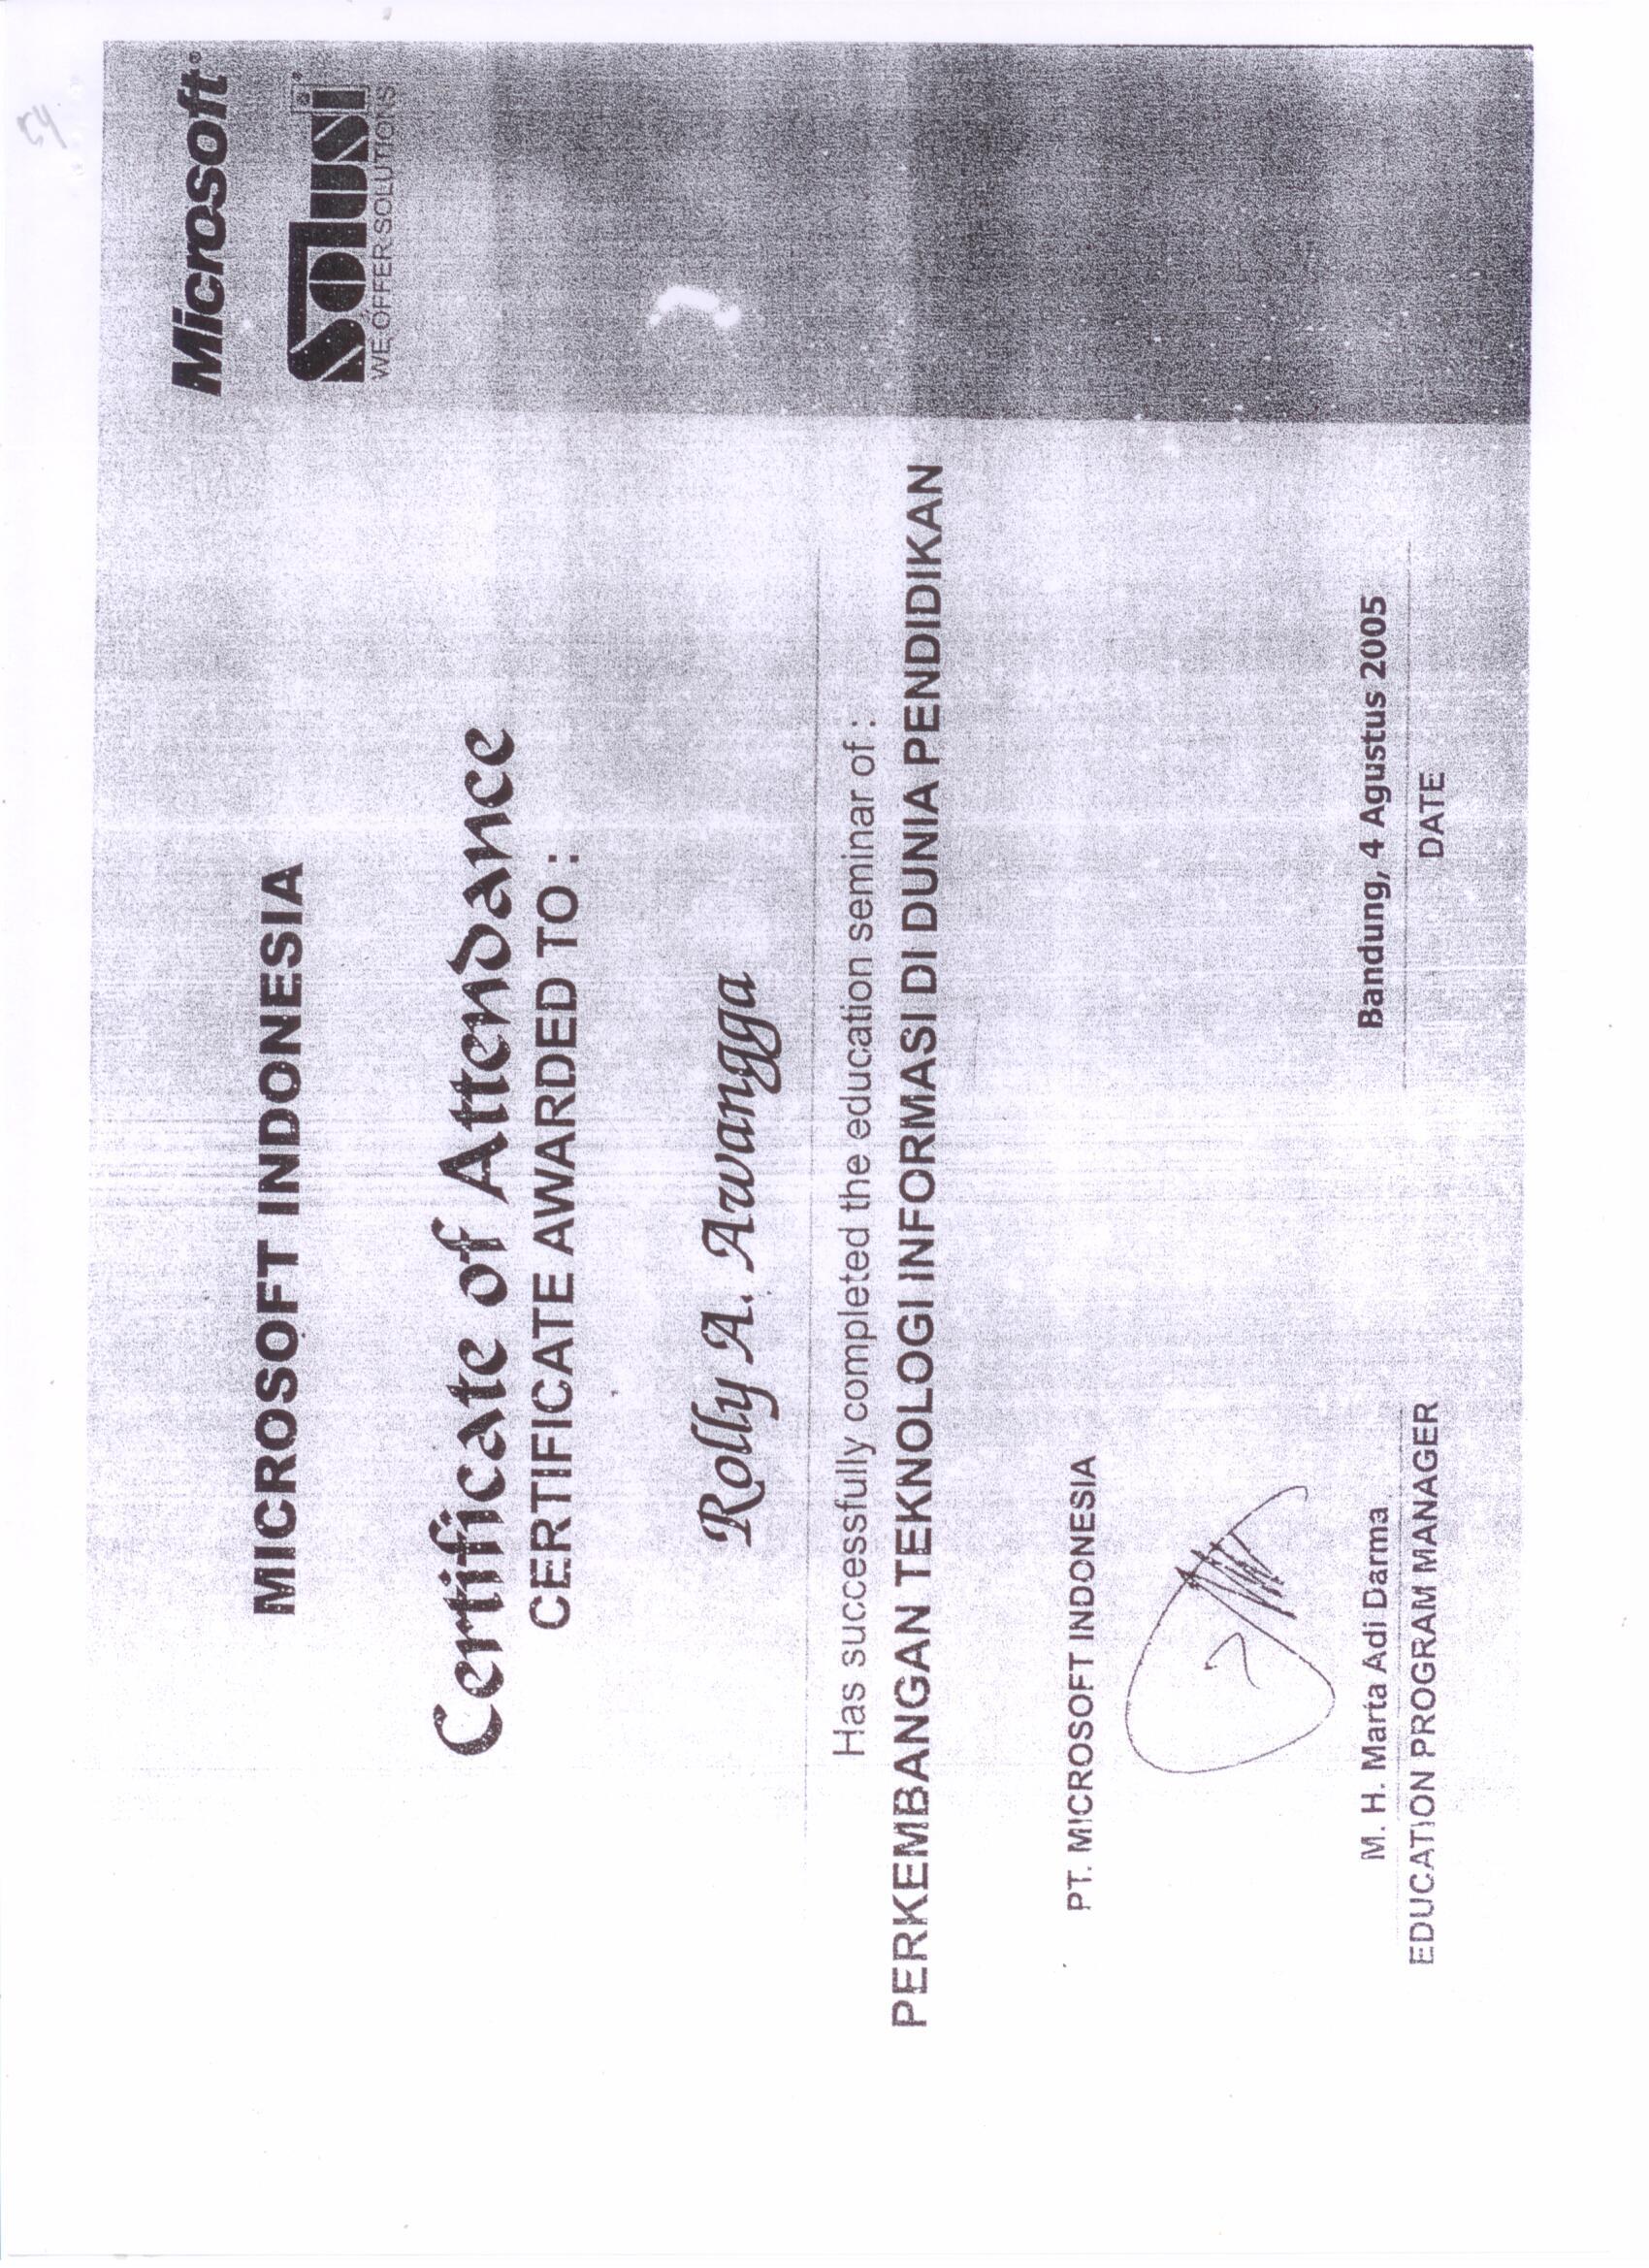 Microsoft®
Solusi®
WE OFFER SOLUTIONS
MICROSOFT INDONESIA
Certificate of Attendance
CERTIFICATE AWARDED TO :
Rolly A. Awangga
Has successfully completed the education seminar of :
PERKEMBANGAN TEKNOLOGI INFORMASI DI DUNIA PENDIDIKAN
PT. MICROSOFT INDONESIA
M. H. Marta Adi Darma
EDUCATION PROGRAM MANAGER
Bandung, 4 Agustus 2005
DATE